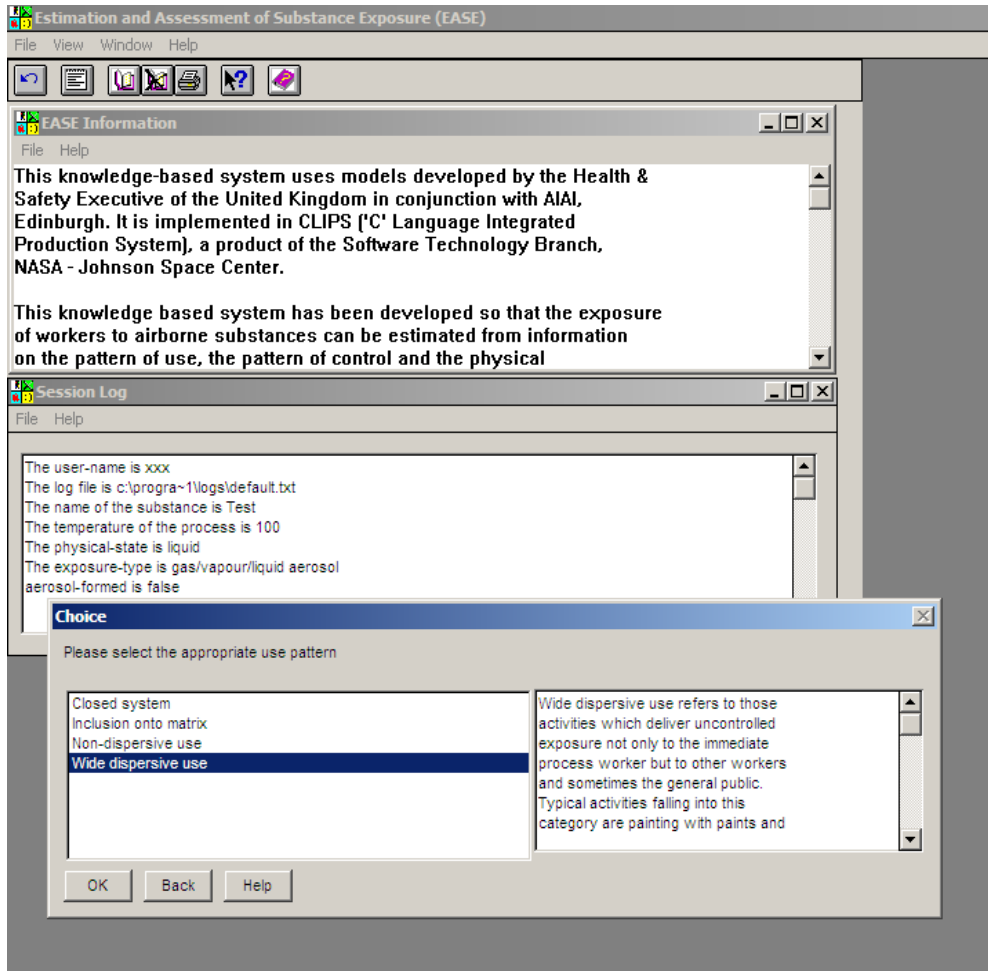 Estimation and Assessment of Substance Exposure (EASE)
File View Window Help
EASE Information
File Help
This knowledge-based system uses models developed by the Health &
Safety Executive of the United Kingdom in conjunction with AIAI,
Edinburgh. It is implemented in CLIPS ('C' Language Integrated
Production System), a product of the Software Technology Branch,
NASA - Johnson Space Center.
This knowledge based system has been developed so that the exposure
of workers to airborne substances can be estimated from information
on the pattern of use, the pattern of control and the physical
Session Log
File Help
The user-name is xxx
The log file is c:\progra~1\logs\default.txt
The name of the substance is Test
The temperature of the process is 100
The physical-state is liquid
The exposure-type is gas/vapour/liquid aerosol
aerosol-formed is false
Choice
Please select the appropriate use pattern
Closed system
Inclusion onto matrix
Non-dispersive use
Wide dispersive use
Wide dispersive use refers to those
activities which deliver uncontrolled
exposure not only to the immediate
process worker but to other workers
and sometimes the general public.
Typical activities falling into this
category are painting with paints and
OK Back Help